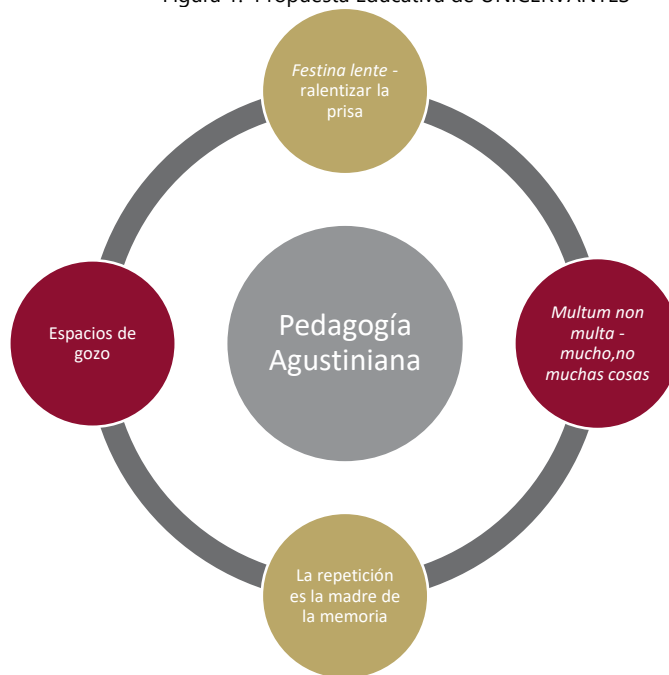 Figura 4. Propuesta Educativa de UNICERVANTES
Festina lente -
ralentizar la
prisa
Espacios de
gozo
Pedagogía
Agustiniana
Multum non
multa -
mucho,no
muchas cosas
La repetición
es la madre de
la memoria